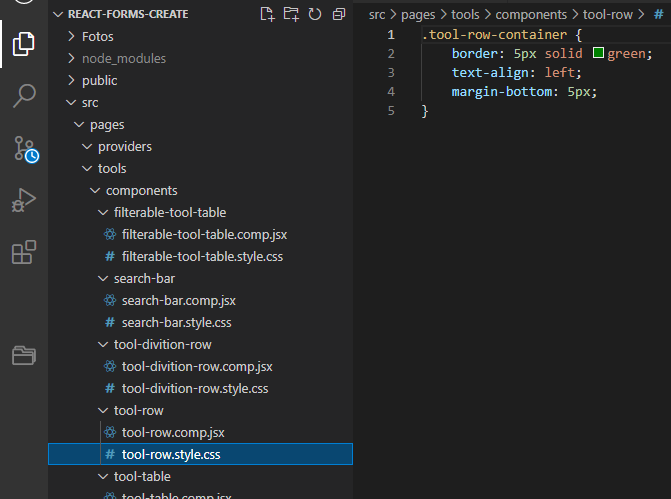 REACT-FORMS-CREATE
Fotos
node_modules
public
src
pages
providers
tools
components
filterable-tool-table
filterable-tool-table.comp.jsx
# filterable-tool-table.style.css
search-bar
search-bar.comp.jsx
# search-bar.style.css
tool-divition-row
tool-divition-row.comp.jsx
# tool-divition-row.style.css
tool-row
tool-row.comp.jsx
# tool-row.style.css
tool-table
tool-table.comp.jsx
src > pages > tools > components > tool-row > #
1 .tool-row-container {
2 border: 5px solid green;
3 text-align: left;
4 margin-bottom: 5px;
5 }